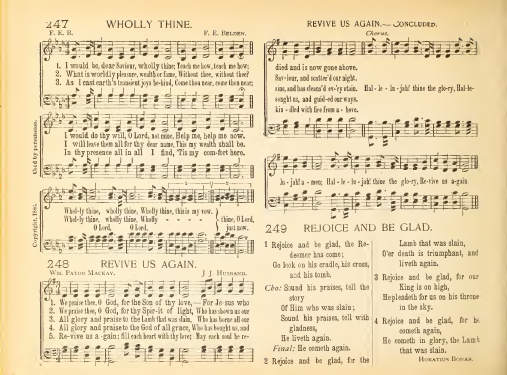 247 WHOLLY THINE.
F. E. B. F. E. BELDEN.
1. I would be, dear Saviour, wholly thine; Teach me how, teach me how;
2. What is worldly pleasure, wealth or fame, Without thee, without thee?
3. As I cast earth's transient joys behind, Come thou near, come thou near;
I would do thy will, O Lord, not mine, Help me, help me now.
I will leave them all for thy dear name, This my wealth shall be.
In thy presence all in all I find, 'Tis my comfort here.
Used by permission.
Copyright,
Whol-ly thine, wholly thine, Wholly thine, this is my vow,
Wholly thine, wholly thine, Wholly - - - - thine, O Lord,
O Lord, O Lord, just now.
248 REVIVE US AGAIN.
WM. PATON MACKAY. J J HUSBAND.
1. We praise thee, O God, for the Son of thy love, — For Je-sus who
2. We praise thee, O God, for thy Spir-it of light, Who has shown us our
3. All glory and praise to the Lamb that was slain, Who has borne all our
4. All glory and praise to the God of all grace, Who has bought us, and
5. Re-vive us a-gain; fill each heart with thy love; May each soul be re-
REVIVE US AGAIN.— CONCLUDED.
Chorus.
died and is now gone above.
Sav-iour, and scatter'd our night.
sins, and has cleans'd ev'ry stain. Hal - le - lu - jah! thine the glo-ry, Hal-le-
sought us, and guid-ed our ways.
kin - dled with fire from a - bove.
lu - jah! a - men; Hal - le - lu - jah! thine the glo-ry, Re-vive us a-gain
249 REJOICE AND BE GLAD.
1 Rejoice and be glad, the Re-
deemer has come;
Go look on his cradle, his cross,
and his tomb.
Cho: Sound his praises, tell the
story
Of Him who was slain;
Sound his praises, tell with
gladness,
He liveth again.
Final: He cometh again.
2 Rejoice and be glad, for the
Lamb that was slain,
O'er death is triumphant, and
liveth again.
3 Rejoice and be glad, for our
King is on high,
He pleadeth for us on his throne
in the sky.
4 Rejoice and be glad, for he
cometh again,
He cometh in glory, the Lamb
that was slain.
HORATIUS BONAR.